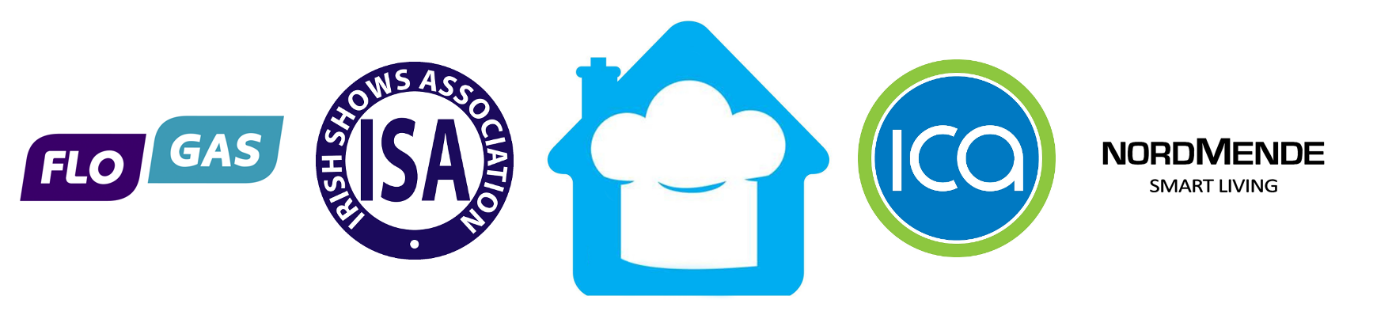 FLO
GAS
IRISH SHOWS ASSOCIATION
ISA
ICA
NORDMENDE
SMART LIVING